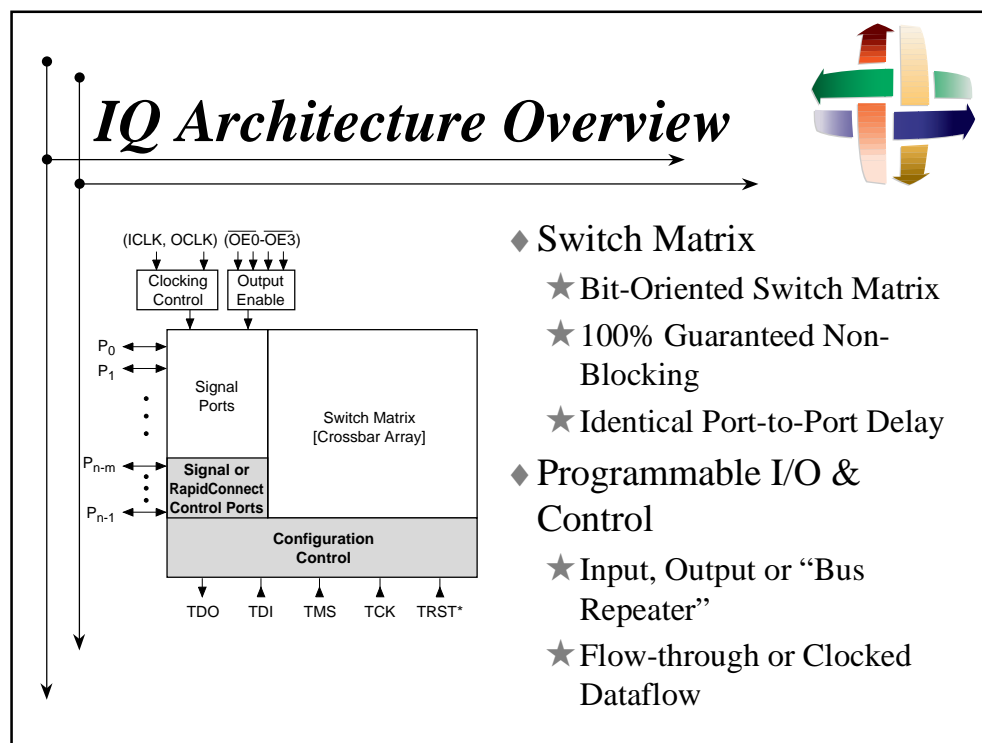 IQ Architecture Overview
(ICLK, OCLK) (O̅E̅0̅-O̅E̅3̅)
Clocking
Control
Output
Enable
P0
P1
Signal
Ports
Switch Matrix
[Crossbar Array]
Pn-m
Signal or
RapidConnect
Control Ports
Pn-1
Configuration
Control
TDO TDI TMS TCK TRST*
Switch Matrix
Bit-Oriented Switch Matrix
100% Guaranteed Non-
Blocking
Identical Port-to-Port Delay
Programmable I/O &
Control
Input, Output or “Bus
Repeater”
Flow-through or Clocked
Dataflow